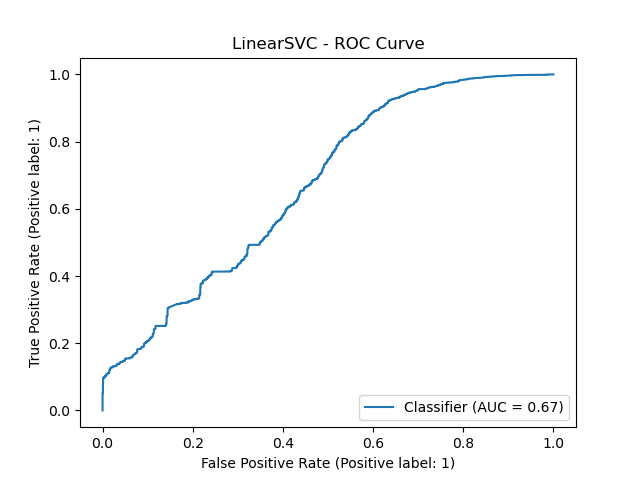 LinearSVC - ROC Curve
1.0
0.8
0.6
0.4
0.2
0.0
True Positive Rate (Positive label: 1)
Classifier (AUC = 0.67)
0.0 0.2 0.4 0.6 0.8 1.0
False Positive Rate (Positive label: 1)